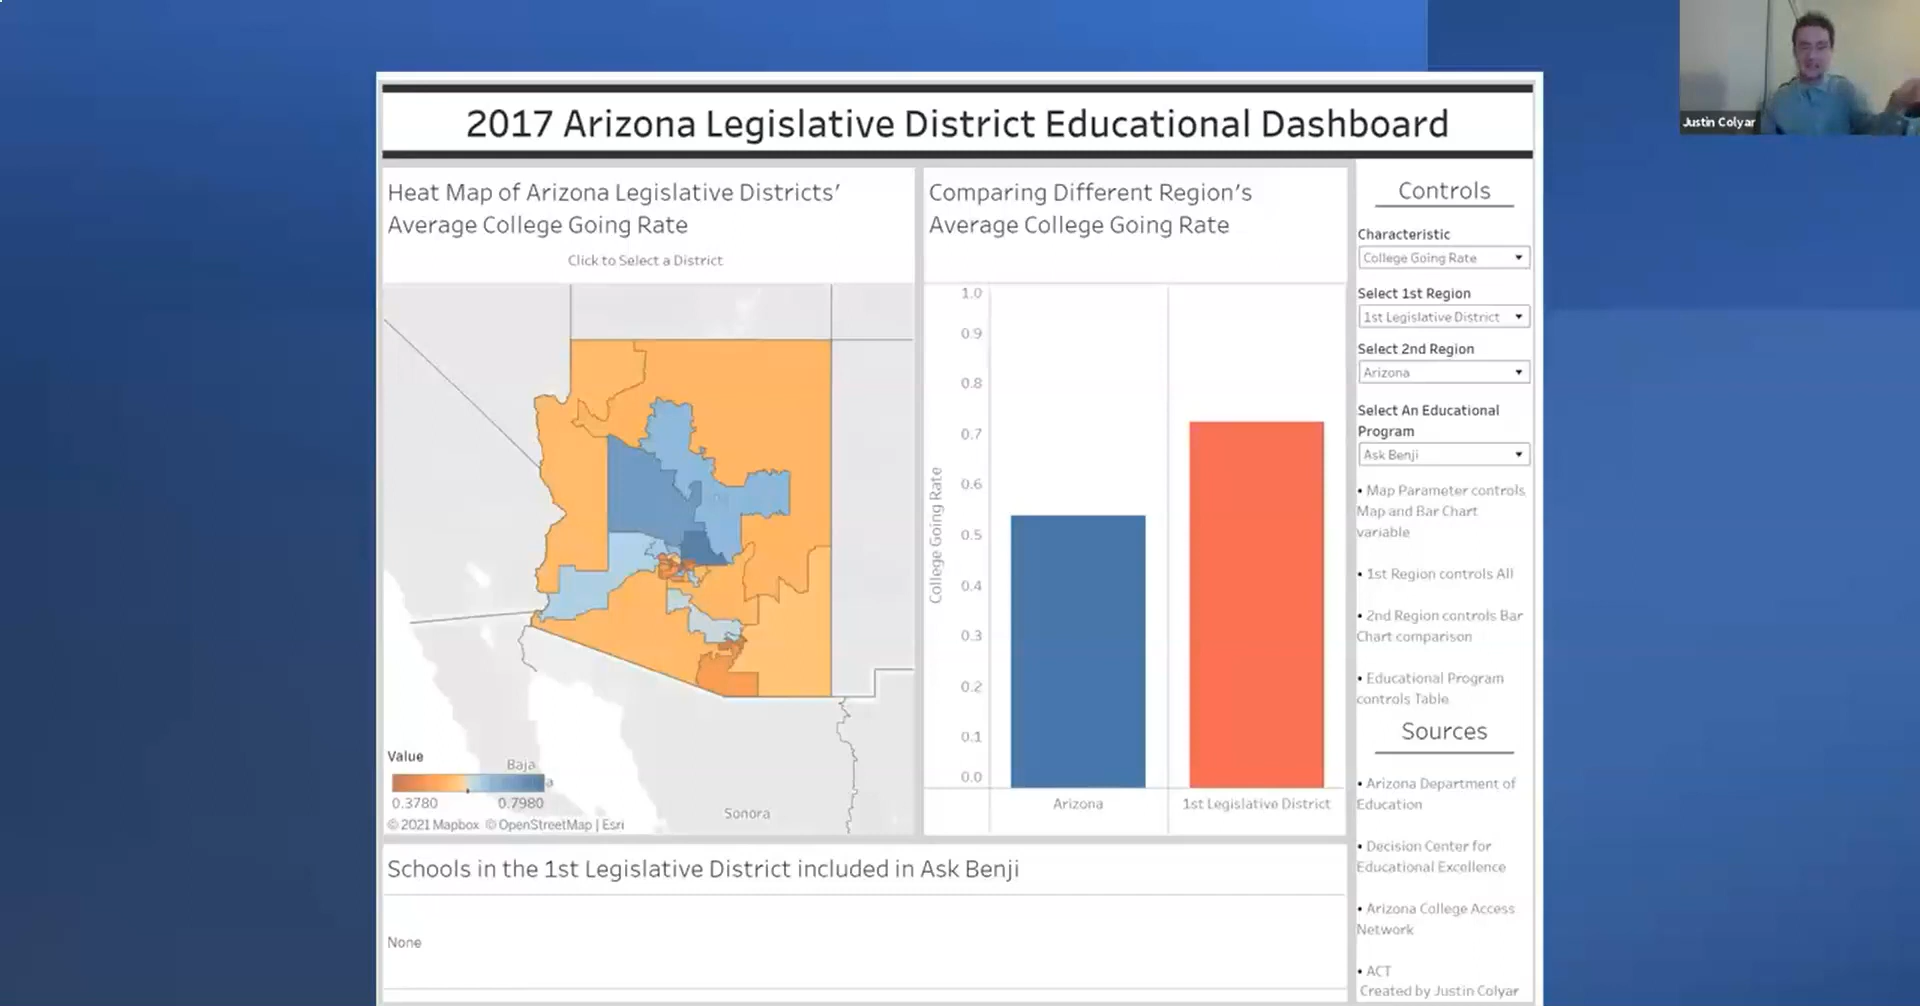 Justin Colyar
2017 Arizona Legislative District Educational Dashboard
Heat Map of Arizona Legislative Districts'
Average College Going Rate
Click to Select a District
Value
0.3780
0.7980
Baja
a
Sonora
© 2021 Mapbox © OpenStreetMap | Esri
Comparing Different Region's
Average College Going Rate
College Going Rate
1.0
0.9
0.8
0.7
0.6
0.5
0.4
0.3
0.2
0.1
0.0
Arizona
1st Legislative District
Controls
Characteristic
College Going Rate
Select 1st Region
1st Legislative District
Select 2nd Region
Arizona
Select An Educational
Program
Ask Benji
• Map Parameter controls
Map and Bar Chart
variable
• 1st Region controls All
• 2nd Region controls Bar
Chart comparison
• Educational Program
controls Table
Sources
• Arizona Department of
Education
• Decision Center for
Educational Excellence
• Arizona College Access
Network
• ACT
Created by Justin Colyar
Schools in the 1st Legislative District included in Ask Benji
None